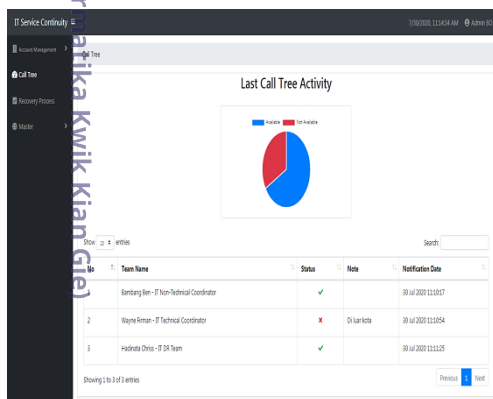 IT Service Continuity
7/30/2020, 11:14:54 AM Admin BCP
Account Management
Call Tree
Recovery Process
Master
Call Tree
Last Call Tree Activity
Available Not Available
Show 10 entries
Search:
No Team Name Status Note Notification Date
1 Bambang Ben - IT Non-Technical Coordinator 30 Jul 2020 11:10:17
2 Wayne Firman - IT Technical Coordinator Di luar kota 30 Jul 2020 11:10:54
3 Hadinata Chriss - IT DR Team 30 Jul 2020 11:11:25
Showing 1 to 3 of 3 entries
Previous 1 Next
rmatika Kwik Kian Gie)